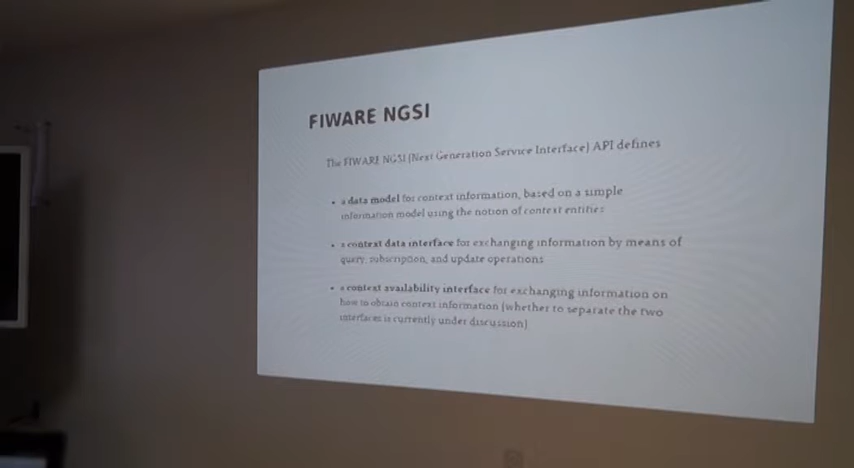 FIWARE NGSI
The FIWARE NGSI (Next Generation Service Interface) API defines
• a data model for context information, based on a simple
information model using the notion of context entities
• a context data interface for exchanging information by means of
query, subscription, and update operations
• a context availability interface for exchanging information on
how to obtain context information (whether to separate the two
interfaces is currently under discussion)